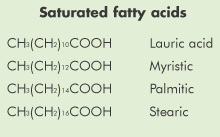 Saturated fatty acids
CH₃(CH₂)₁₀COOH Lauric acid
CH₃(CH₂)₁₂COOH Myristic
CH₃(CH₂)₁₄COOH Palmitic
CH₃(CH₂)₁₆COOH Stearic